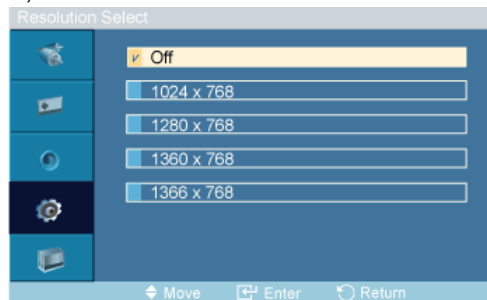 Resolution Select
Off
1024 x 768
1280 x 768
1360 x 768
1366 x 768
Move Enter Return